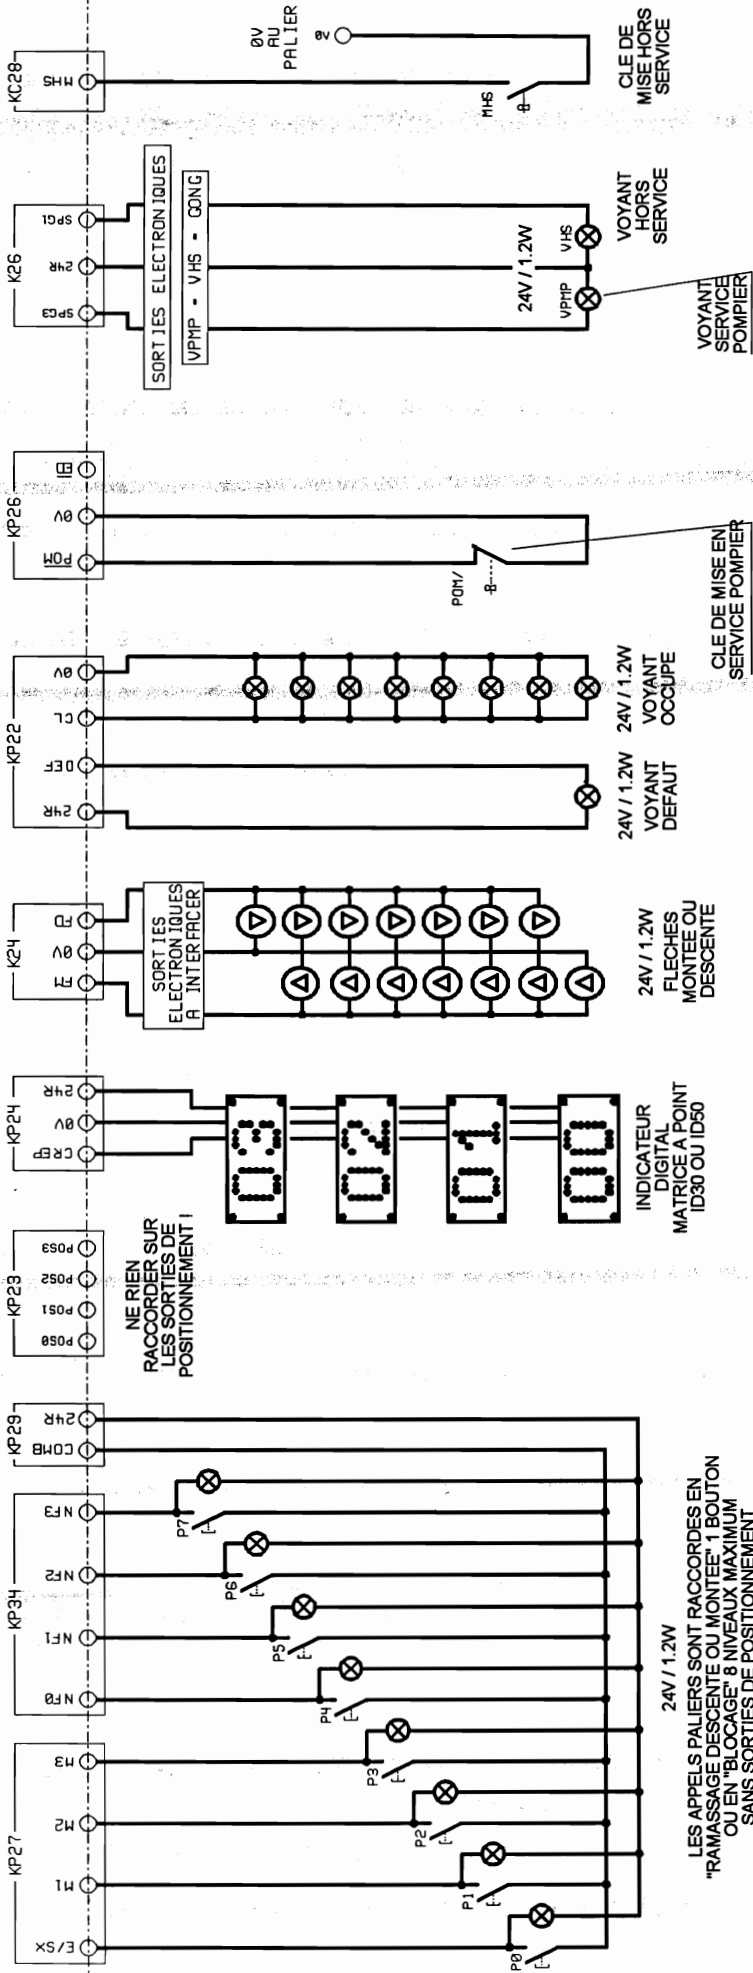 KC28
MHS
0V
AU
PALIER
0V
A0
MHS
CLE DE
MISE HORS
SERVICE
K26
SPG1
24R
SPG3
SORTIES ELECTRONIQUES
VPMP - VHS - GONG
24V / 1.2W
VHS
VPMP
VOYANT
HORS
SERVICE
VOYANT
SERVICE
POMPIER
KP26
ED
0V
POM
POM/
CLE DE MISE EN
SERVICE POMPIER
KP22
0V
CL
DEF
24R
24V / 1.2W
VOYANT
OCCUPE
24V / 1.2W
VOYANT
DEFAUT
K24
FD
0V
FM
SORTIES
ELECTRONIQUES
A INTERFACER
24V / 1.2W
FLECHES
MONTEE OU
DESCENTE
KP24
24R
0V
CREP
INDICATEUR
DIGITAL
MATRICE A POINT
ID30 OU ID50
KP23
POS3
POS2
POS1
POS0
NE RIEN
RACCORDER SUR
LES SORTIES DE
POSITIONNEMENT !
KP29
24R
COMB
KP34
NF3
NF2
NF1
NF0
KP27
M3
M2
M1
E/SX
P7
P6
P5
P4
P3
P2
P1
P0
24V / 1.2W
LES APPELS PALIERS SONT RACCORDES EN
"RAMASSAGE DESCENTE OU MONTEE" 1 BOUTON
OU EN "BLOCAGE" 8 NIVEAUX MAXIMUM
SANS SORTIES DE POSITIONNEMENT